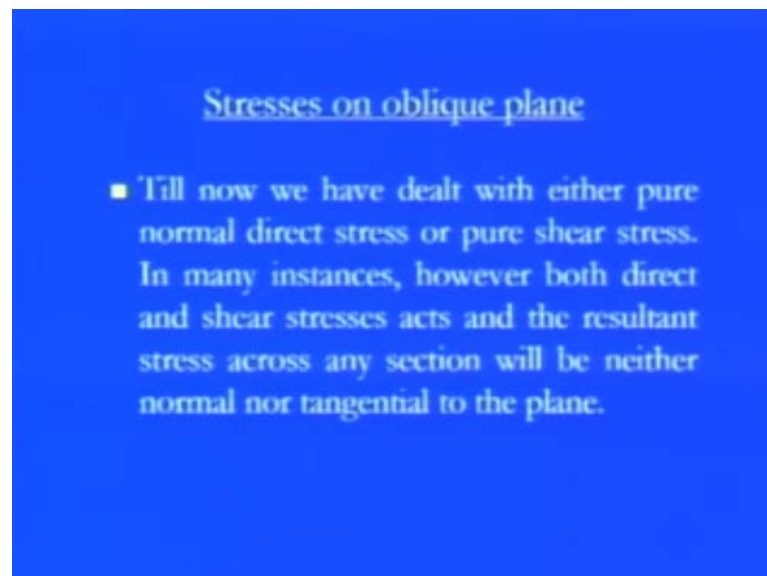 Stresses on oblique plane
Till now we have dealt with either pure
normal direct stress or pure shear stress.
In many instances, however both direct
and shear stresses acts and the resultant
stress across any section will be neither
normal nor tangential to the plane.